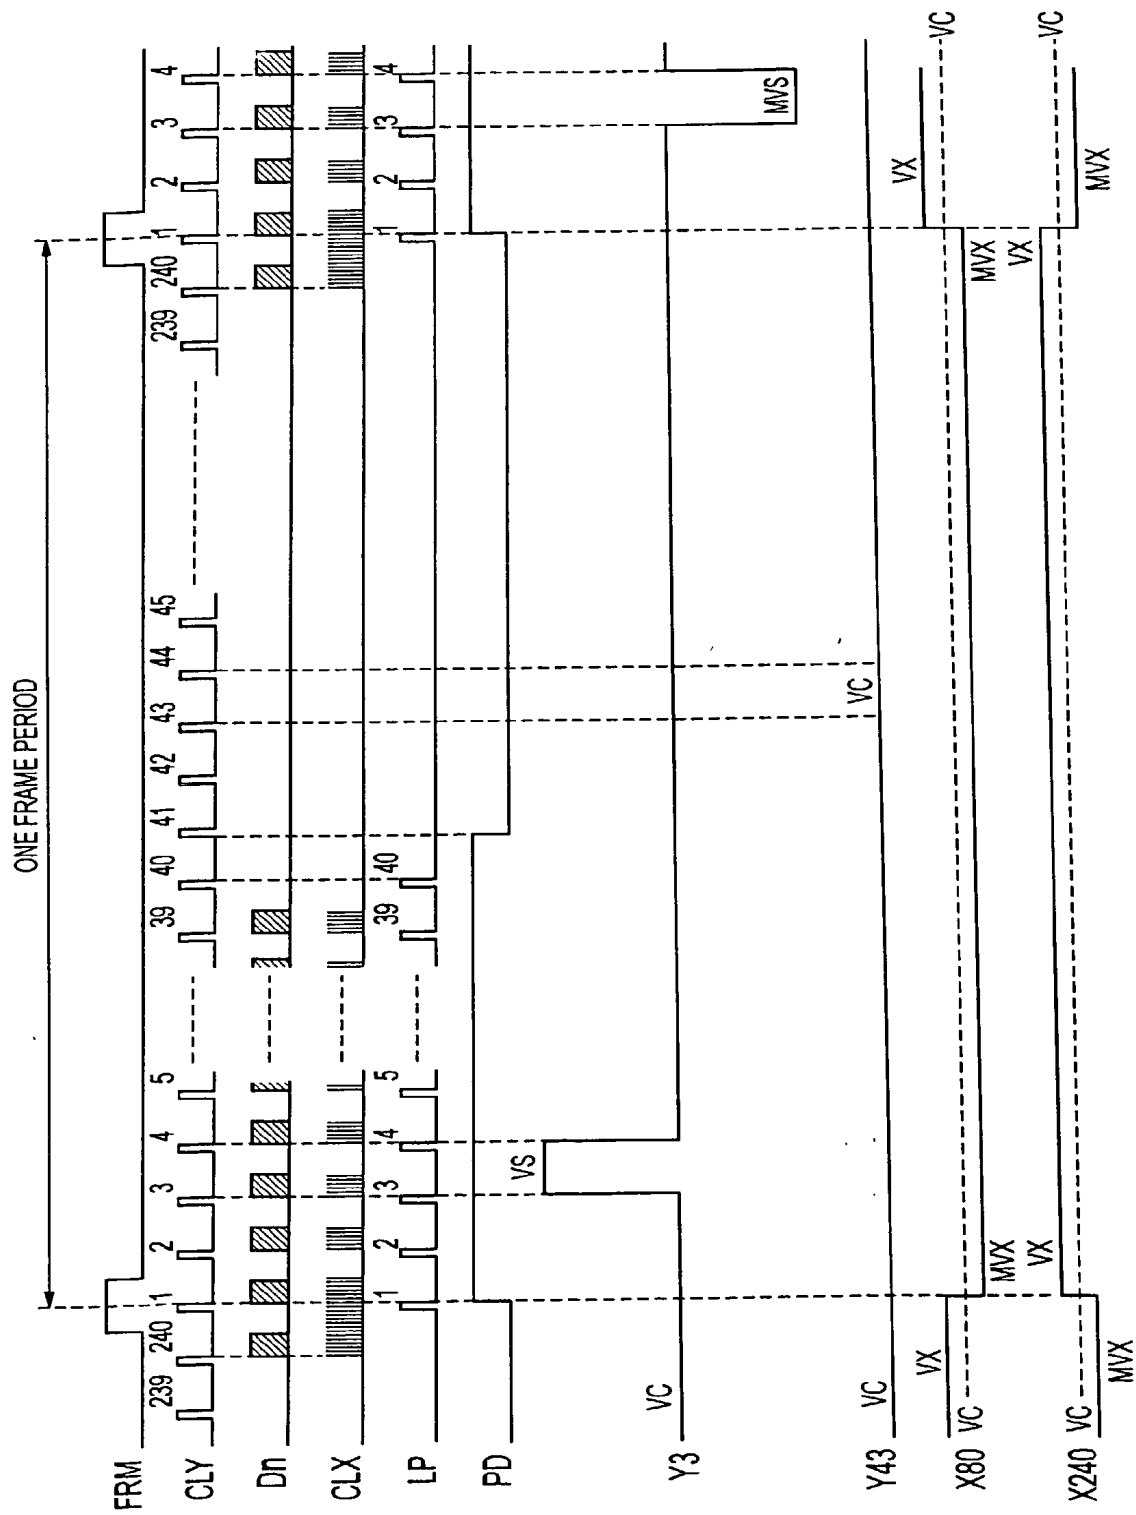 ONE FRAME PERIOD
FRM
CLY 239 240 1 2 3 4 5 39 40 41 42 43 44 45 239 240 1 2 3 4
Dn
CLX
LP 1 2 3 4 5 39 40 1 2 3 4
PD
Y3 VC VS MVS
Y43 VC VC
X80 VC VX MVX MVX VX VC
X240 VC MVX VX VX MVX VC